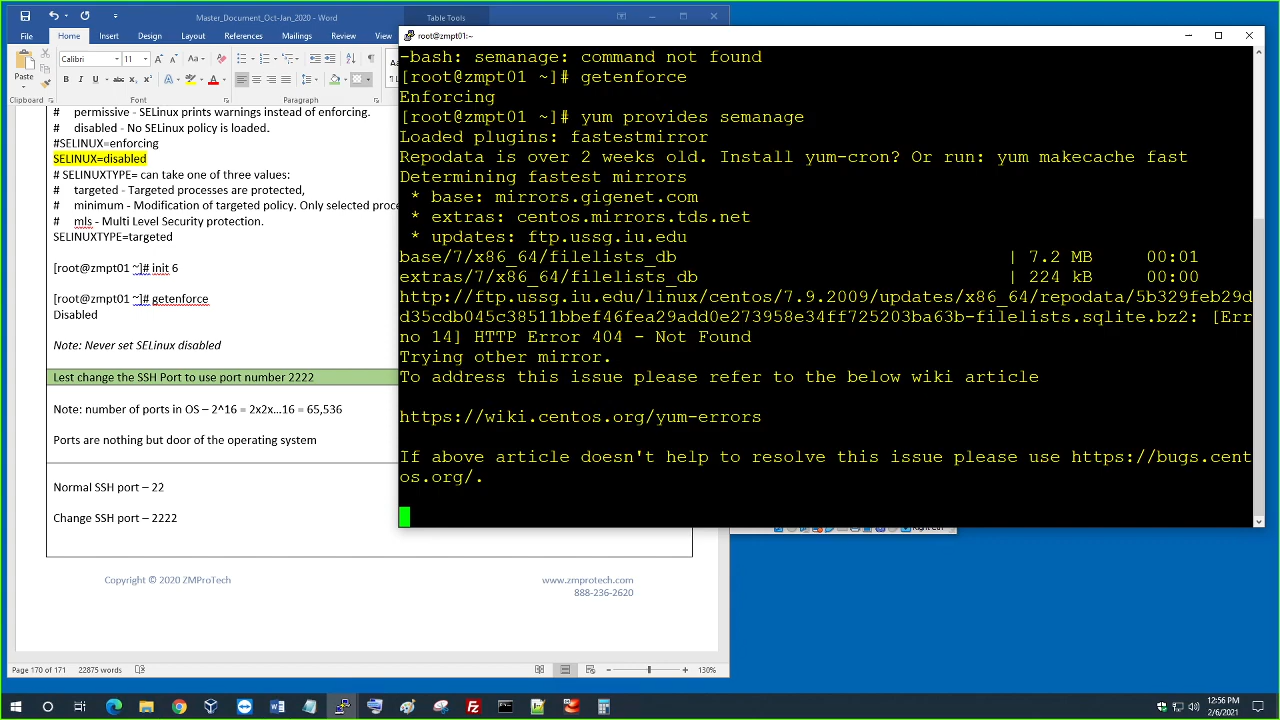 Master_Document_Oct-Jan_2020 - Word
Table Tools
File Home Insert Design Layout References Mailings Review View
Paste
Calibri 11
Clipboard Font Paragraph
# permissive - SELinux prints warnings instead of enforcing.
# disabled - No SELinux policy is loaded.
#SELINUX=enforcing
SELINUX=disabled
# SELINUXTYPE= can take one of three values:
# targeted - Targeted processes are protected,
# minimum - Modification of targeted policy. Only selected proce
# mls - Multi Level Security protection.
SELINUXTYPE=targeted
[root@zmpt01 ~]# init 6
[root@zmpt01 ~]# getenforce
Disabled
Note: Never set SELinux disabled
Lest change the SSH Port to use port number 2222
Note: number of ports in OS – 2^16 = 2x2x...16 = 65,536
Ports are nothing but door of the operating system
Normal SSH port – 22
Change SSH port – 2222
Copyright © 2020 ZMProTech
www.zmprotech.com
888-236-2620
Page 170 of 171 22875 words
130%
root@zmpt01:~
-bash: semanage: command not found
[root@zmpt01 ~]# getenforce
Enforcing
[root@zmpt01 ~]# yum provides semanage
Loaded plugins: fastestmirror
Repodata is over 2 weeks old. Install yum-cron? Or run: yum makecache fast
Determining fastest mirrors
* base: mirrors.gigenet.com
* extras: centos.mirrors.tds.net
* updates: ftp.ussg.iu.edu
base/7/x86_64/filelists_db | 7.2 MB 00:01
extras/7/x86_64/filelists_db | 224 kB 00:00
http://ftp.ussg.iu.edu/linux/centos/7.9.2009/updates/x86_64/repodata/5b329feb29d
d35cdb045c38511bbef46fea29add0e273958e34ff725203ba63b-filelists.sqlite.bz2: [Err
no 14] HTTP Error 404 - Not Found
Trying other mirror.
To address this issue please refer to the below wiki article
https://wiki.centos.org/yum-errors
If above article doesn't help to resolve this issue please use https://bugs.cent
os.org/.
Right Ctrl
12:56 PM
2/6/2021